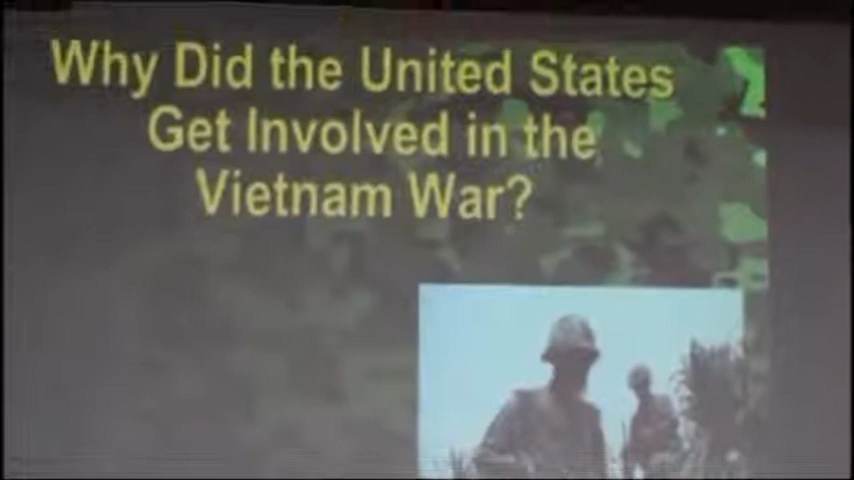 Why Did the United States
Get Involved in the
Vietnam War?